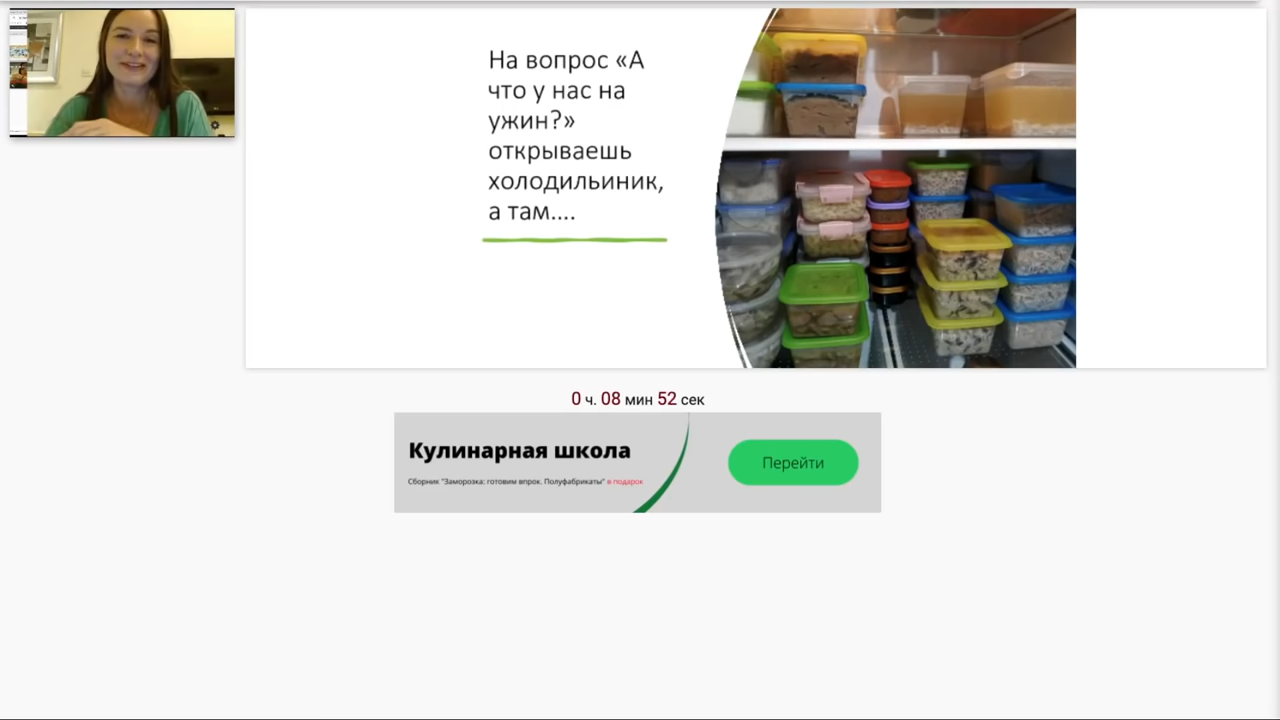 На вопрос «А
что у нас на
ужин?»
открываешь
холодильиник,
а там....
0 ч. 08 мин 52 сек
Кулинарная школа
Сборник "Заморозка: готовим впрок. Полуфабрикаты" в подарок
Перейти